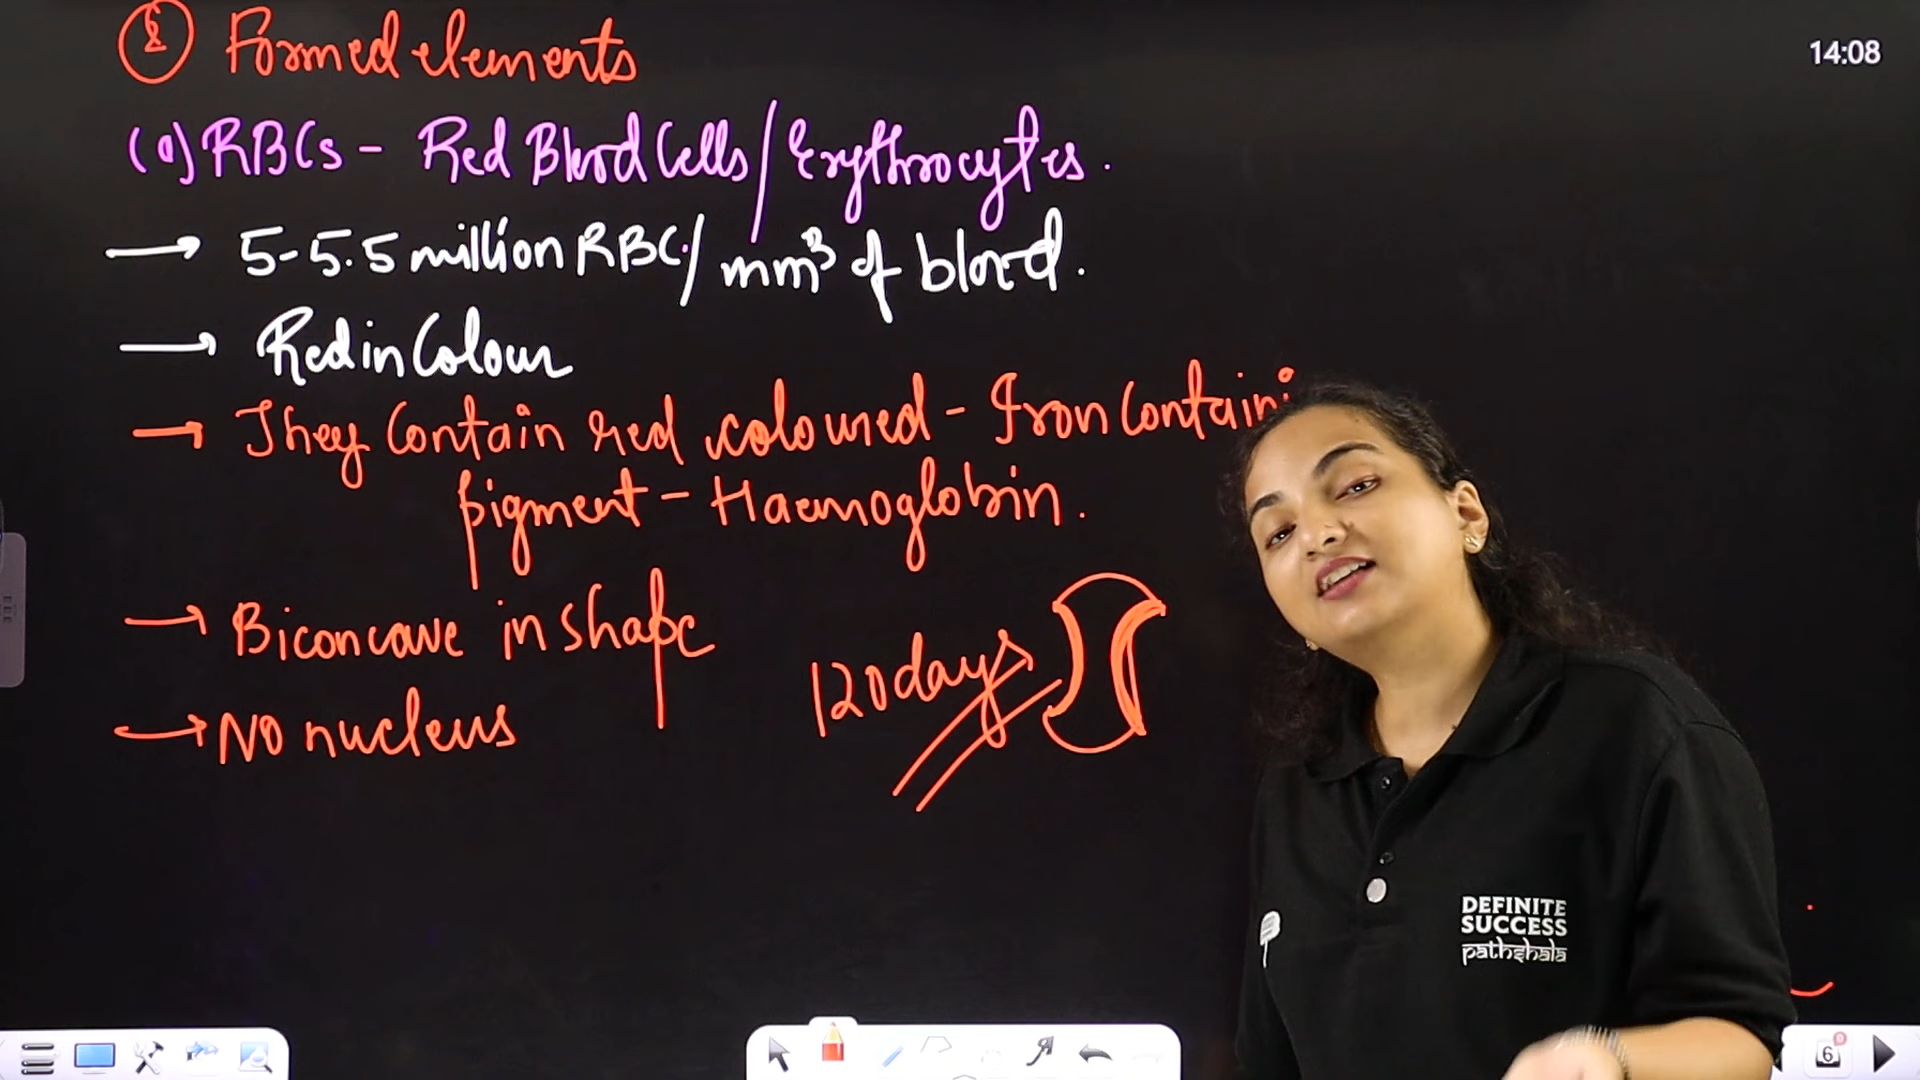 ② Formed elements
14:08
(a) RBCs - Red Blood Cells / Erythrocytes.
→ 5-5.5 million RBC / mm³ of blood.
→ Red in Colour
→ They Contain red coloured - Iron Contain
pigment - Haemoglobin.
→ Biconcave in shape
120 days
→ No nucleus
DEFINITE
SUCCESS
pathshala
6